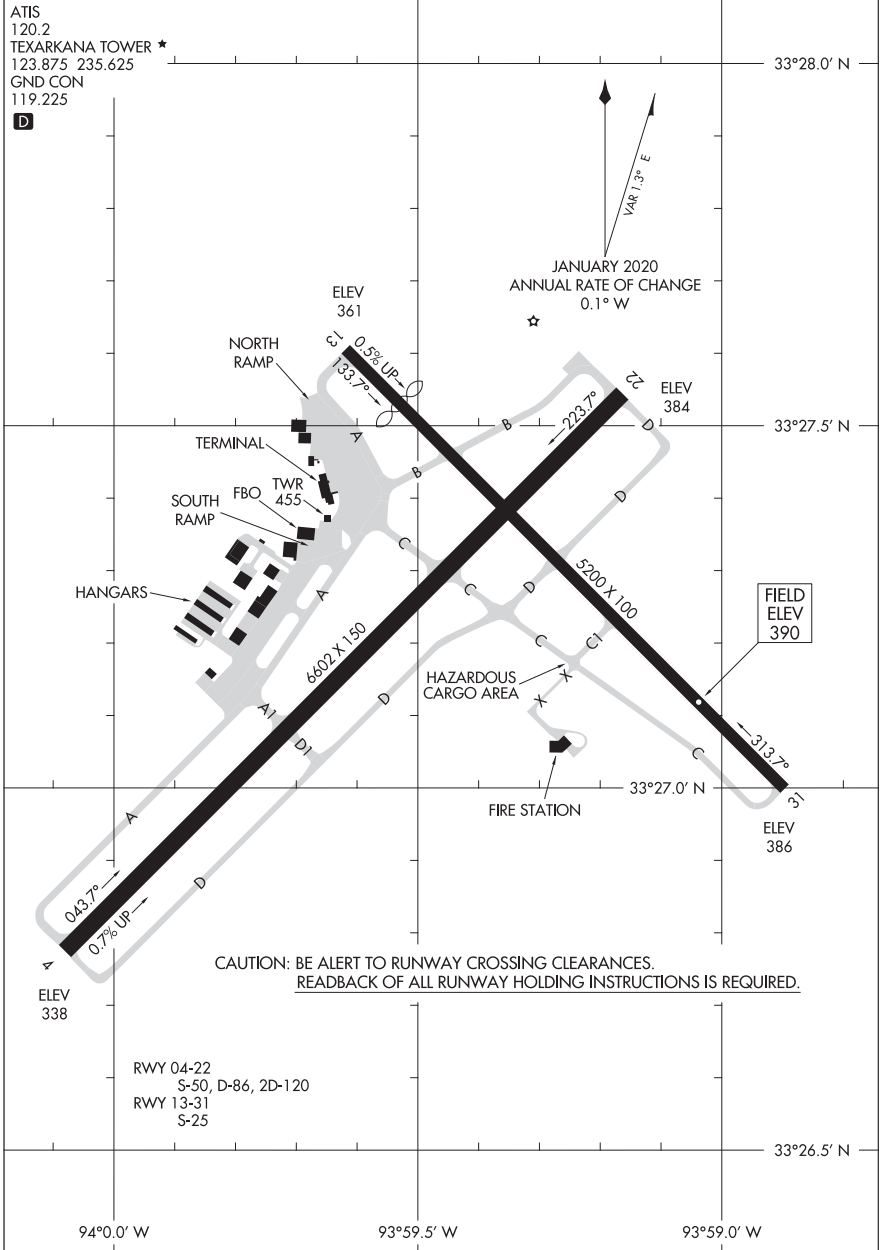 ATIS
120.2
TEXARKANA TOWER
123.875 235.625
GND CON
119.225
D
33°28.0' N
VAR 1.3° E
JANUARY 2020
ANNUAL RATE OF CHANGE
0.1° W
ELEV
361
13
0.5% UP
133.7°
NORTH
RAMP
22
ELEV
384
223.7°
33°27.5' N
A
B
B
D
D
TERMINAL
TWR
455
FBO
SOUTH
RAMP
C
C
D
5200 X 100
HANGARS
A
FIELD
ELEV
390
6602 X 150
C
C1
HAZARDOUS
CARGO AREA
X
X
D
A1
D1
C
313.7°
33°27.0' N
31
FIRE STATION
ELEV
386
A
D
043.7°
0.7% UP
4
ELEV
338
CAUTION: BE ALERT TO RUNWAY CROSSING CLEARANCES.
READBACK OF ALL RUNWAY HOLDING INSTRUCTIONS IS REQUIRED.
RWY 04-22
S-50, D-86, 2D-120
RWY 13-31
S-25
33°26.5' N
94°0.0' W
93°59.5' W
93°59.0' W